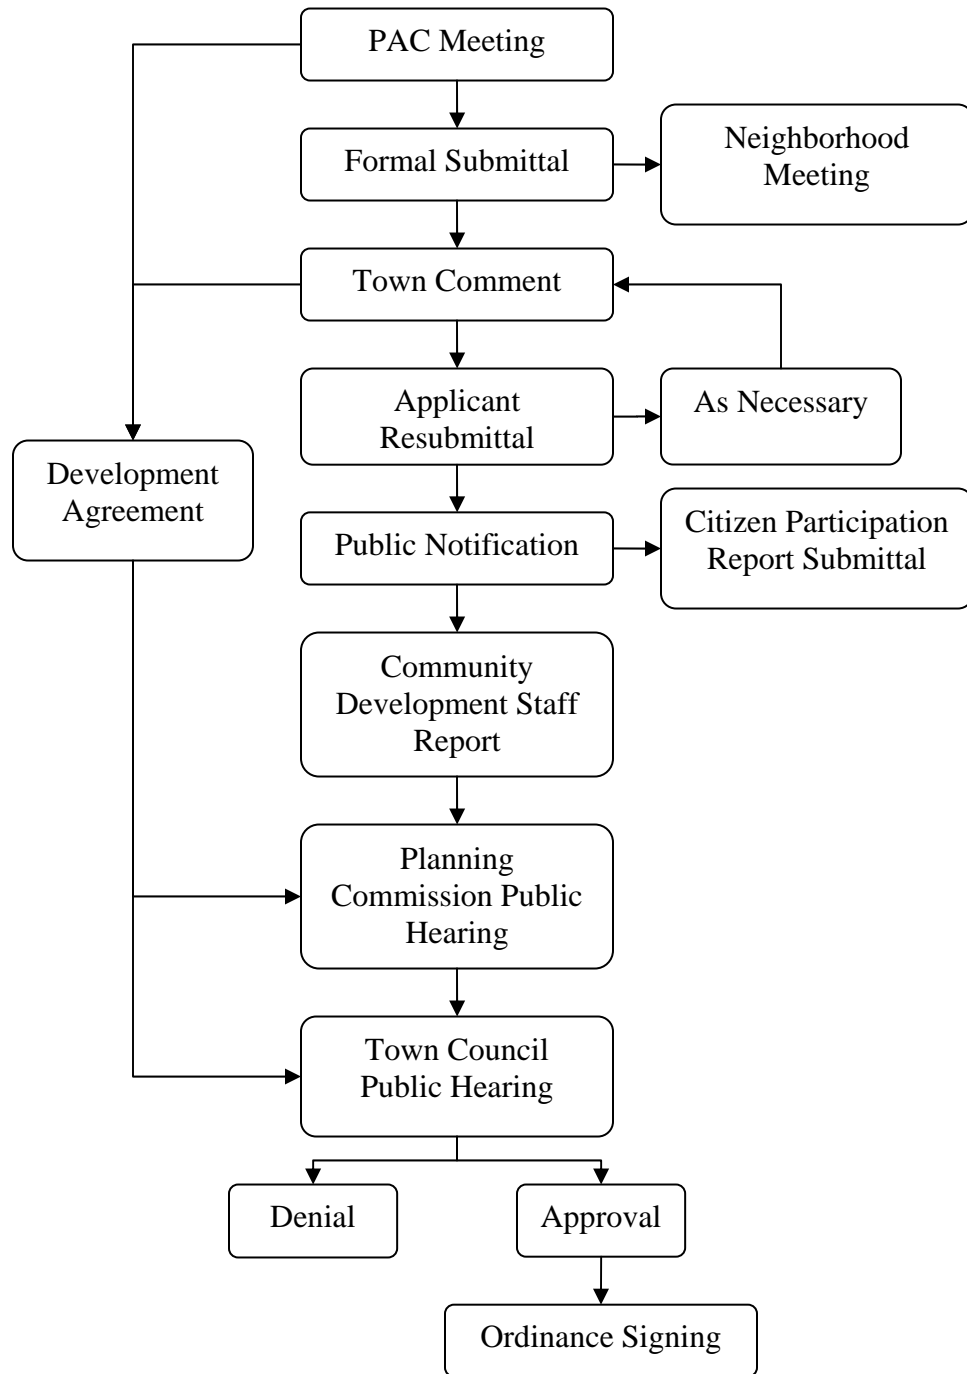 PAC Meeting
Formal Submittal
Neighborhood
Meeting
Town Comment
Applicant
Resubmittal
As Necessary
Development
Agreement
Public Notification
Citizen Participation
Report Submittal
Community
Development Staff
Report
Planning
Commission Public
Hearing
Town Council
Public Hearing
Denial
Approval
Ordinance Signing